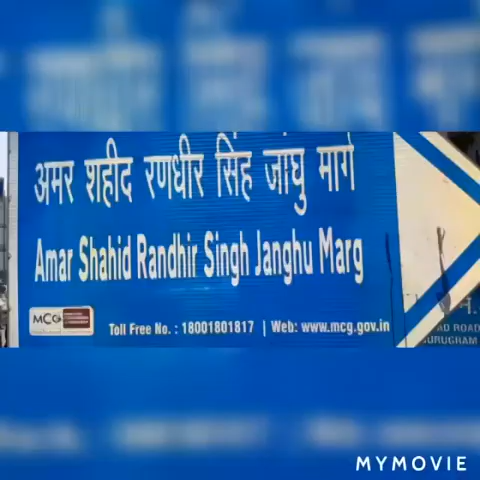 अमर शहीद रणधीर सिंह जांघु मार्ग
Amar Shahid Randhir Singh Janghu Marg
MCG
Toll Free No. : 18001801817 | Web: www.mcg.gov.in
ROAD
GURUGRAM
MYMOVIE